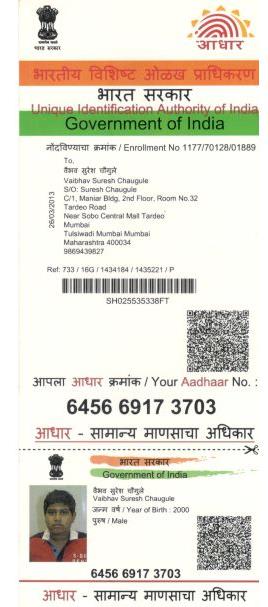 भारत सरकार
आधार
भारतीय विशिष्ट ओळख प्राधिकरण
भारत सरकार
Unique Identification Authority of India
Government of India
नोंदविण्याचा क्रमांक / Enrollment No 1177/70128/01889
To,
वैभव सुरेश चौगुले
Vaibhav Suresh Chaugule
S/O: Suresh Chaugule
C/1, Maniar Bldg, 2nd Floor, Room No.32
Tardeo Road
Near Sobo Central Mall Tardeo
Mumbai
Tulsiwadi Mumbai Mumbai
Maharashtra 400034
9869439827
26/03/2013
Ref: 733 / 16G / 1434184 / 1435221 / P
SH025535338FT
आपला आधार क्रमांक / Your Aadhaar No. :
6456 6917 3703
आधार - सामान्य माणसाचा अधिकार
भारत सरकार
Government of India
वैभव सुरेश चौगुले
Vaibhav Suresh Chaugule
जन्म वर्ष / Year of Birth : 2000
पुरुष / Male
6456 6917 3703
आधार - सामान्य माणसाचा अधिकार